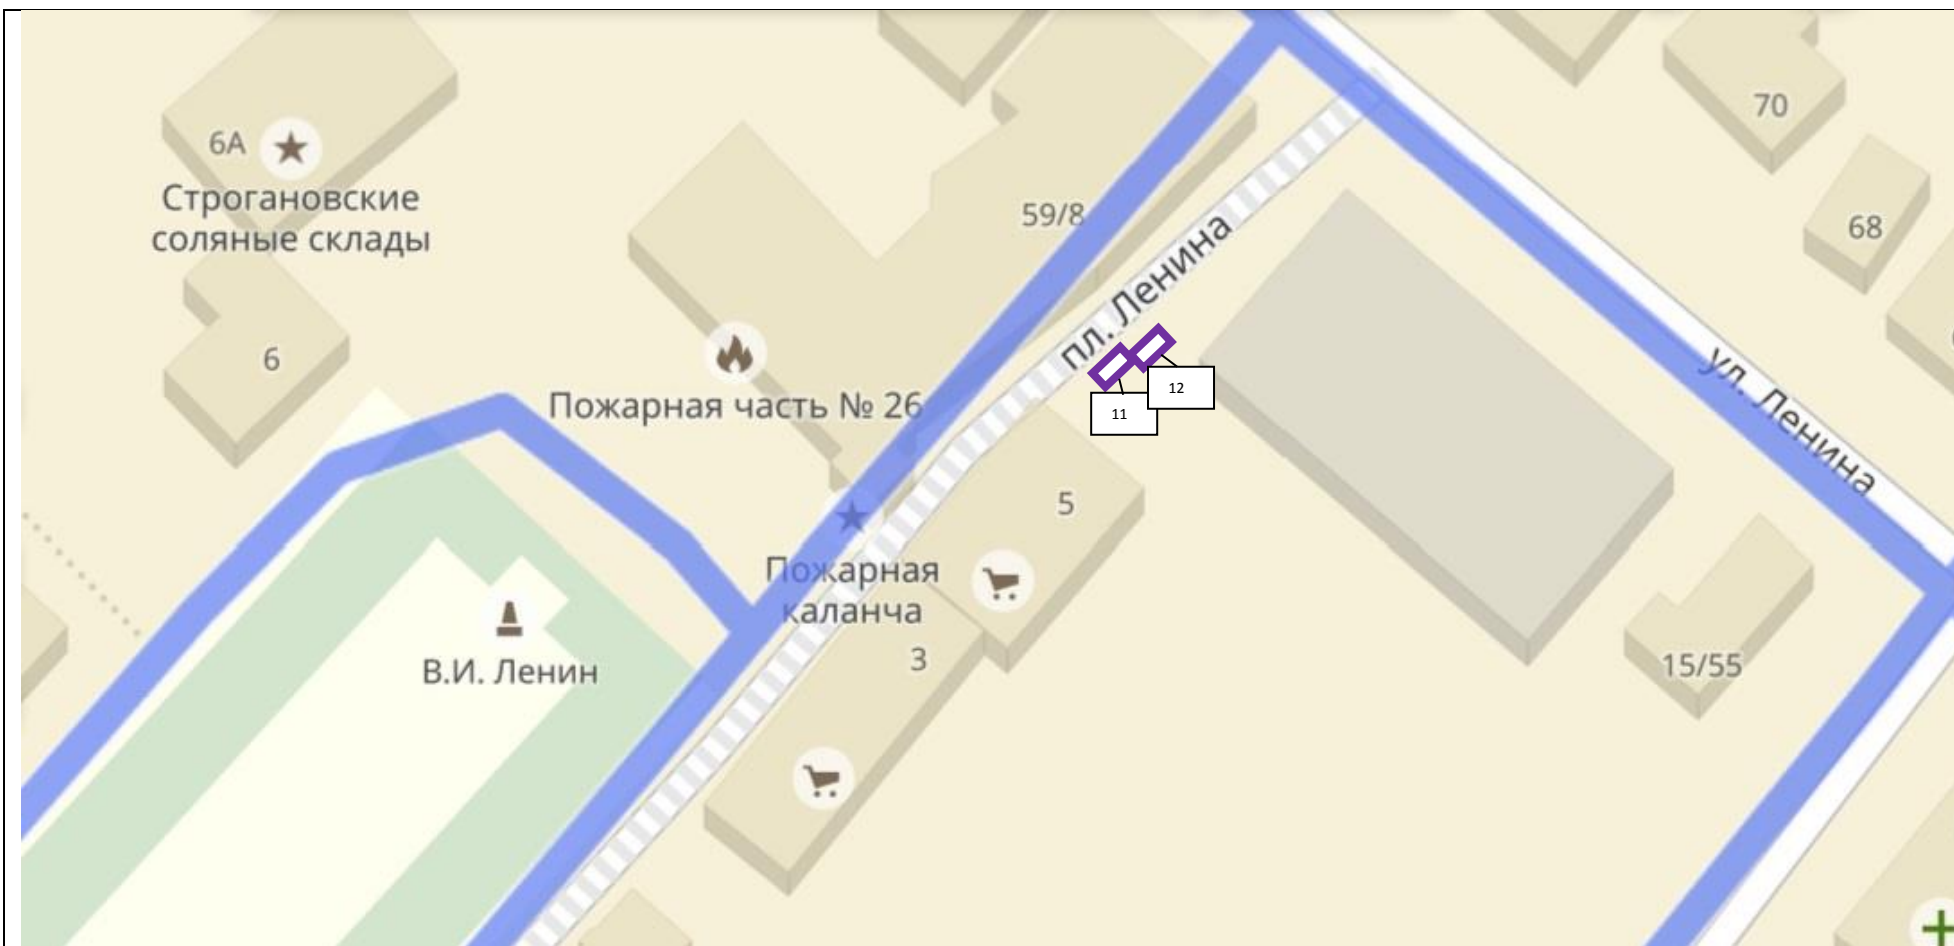 70
6А
Строгановские
соляные склады
59/8
68
пл. Ленина
6
12
Пожарная часть № 26
11
ул. Ленина
5
Пожарная
каланча
3
В.И. Ленин
15/55